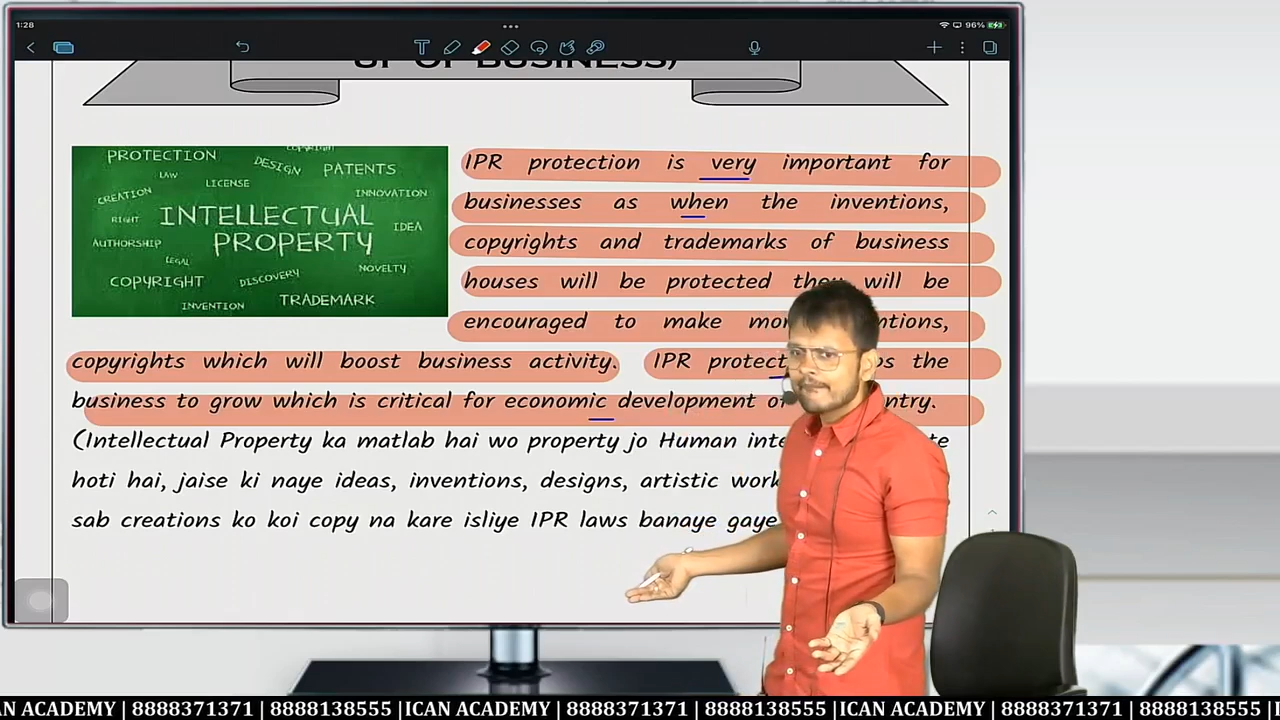 1:28
96%
UP OF BUSINESS)
PROTECTION
LAW
DESIGN
PATENTS
LICENSE
CREATION
INNOVATION
RIGHT
INTELLECTUAL
IDEA
AUTHORSHIP
PROPERTY
LEGAL
COPYRIGHT
DISCOVERY
NOVELTY
INVENTION
TRADEMARK
IPR protection is very important for
businesses as when the inventions,
copyrights and trademarks of business
houses will be protected they will be
encouraged to make
copyrights which will boost business activity. IPR the
business to grow which is critical for economic development
(Intellectual Property ka matlab hai wo property jo Human
hoti hai, jaise ki naye ideas, inventions, designs, artistic
sab creations ko koi copy na kare isliye IPR laws banaye gaye
AN ACADEMY | 8888371371 | 8888138555 |ICAN ACADEMY | 8888371371 | 8888138555 |ICAN ACADEMY | 8888371371 | 8888138555 |